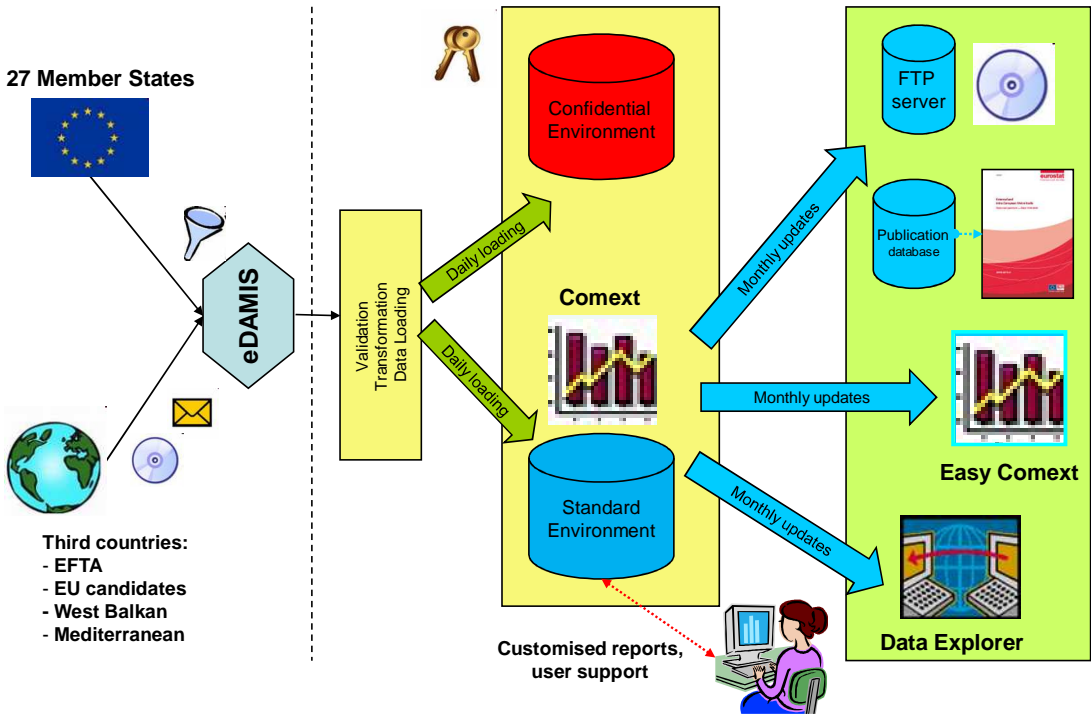 27 Member States
eDAMIS
Third countries:
- EFTA
- EU candidates
- West Balkan
- Mediterranean
Validation
Transformation
Data Loading
Daily loading
Daily loading
Confidential
Environment
Comext
Standard
Environment
Customised reports,
user support
Monthly updates
Monthly updates
Monthly updates
FTP
server
Publication
database
eurostat
Easy Comext
Data Explorer